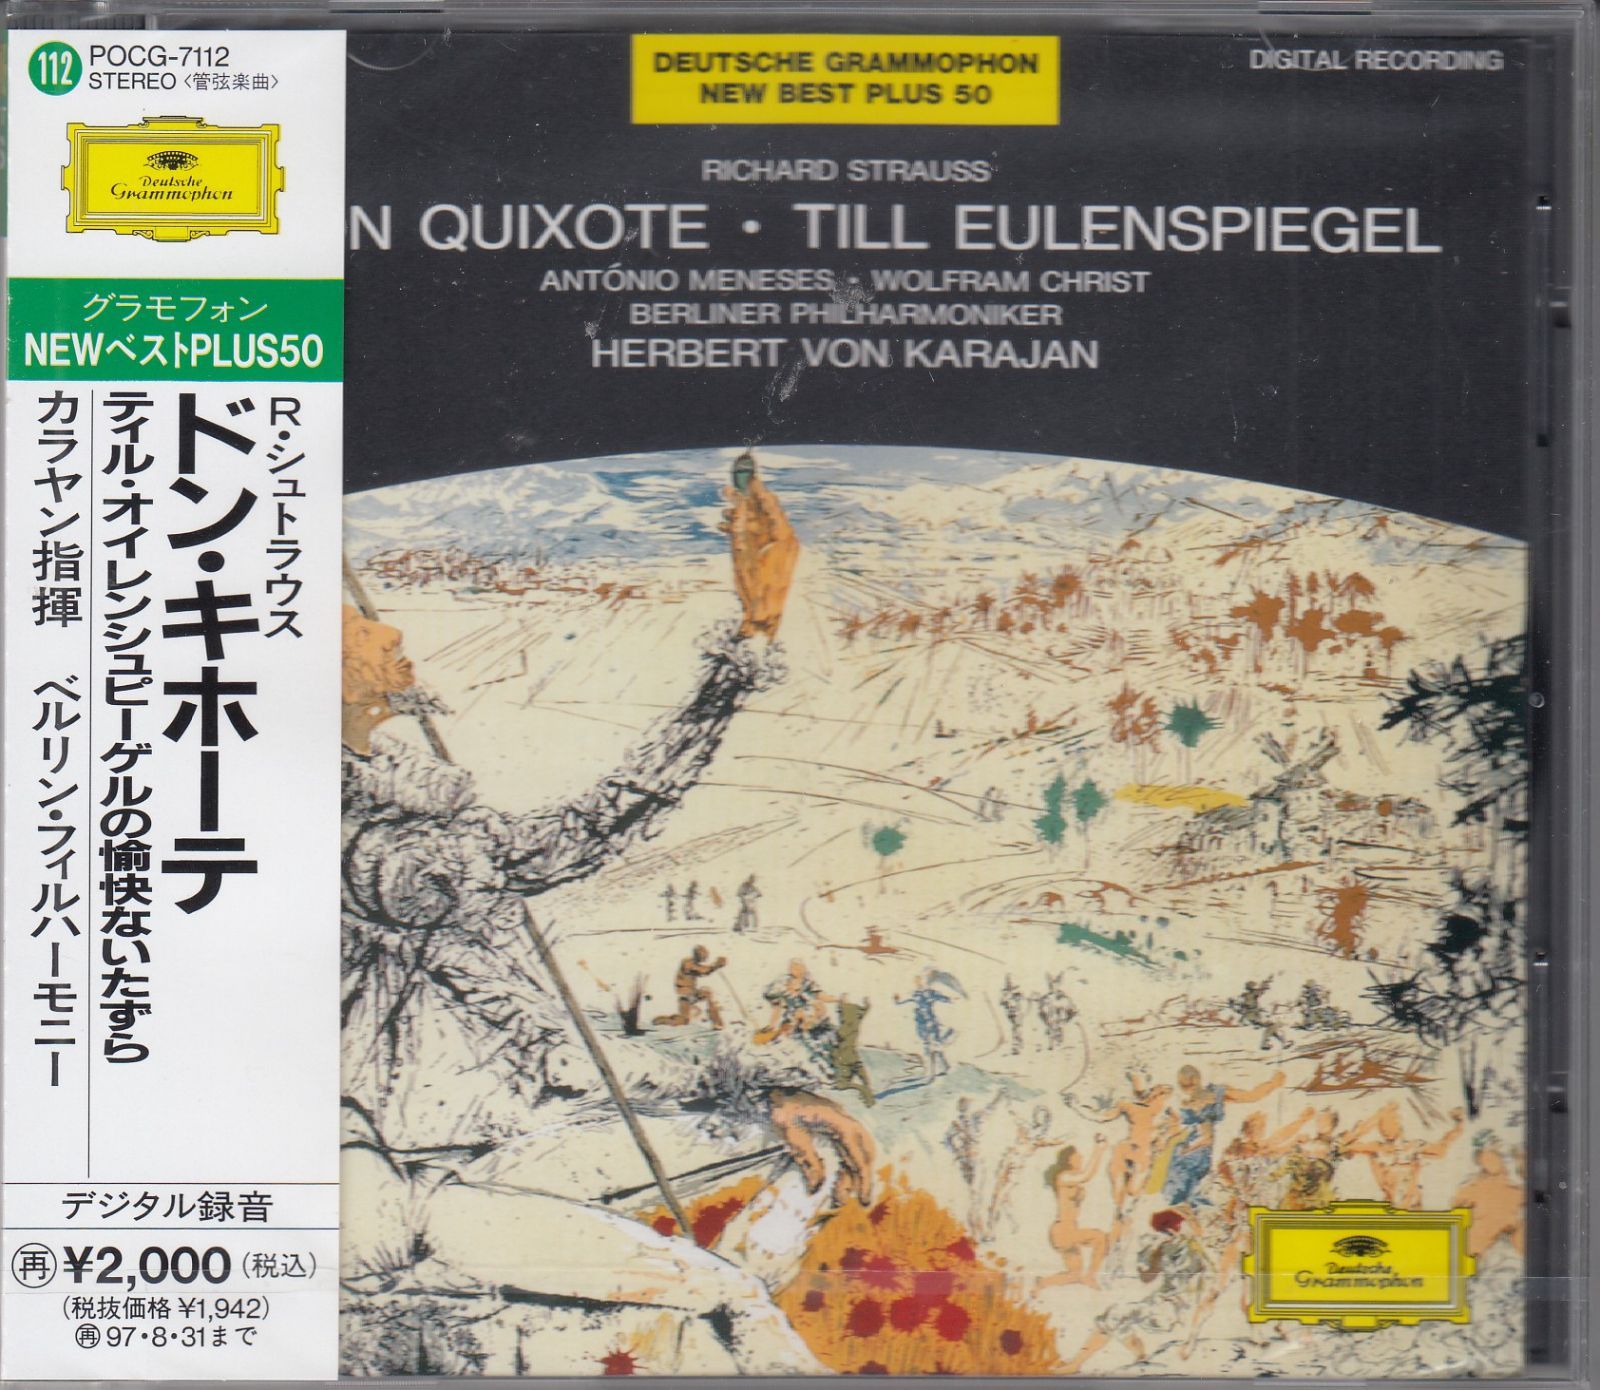 112
POCG-7112
STEREO〈管弦楽曲〉
Deutsche
Grammophon
グラモフォン
NEWベストPLUS50
R・シュトラウス
ドン・キホーテ
ティル・オイレンシュピーゲルの愉快ないたずら
カラヤン指揮　ベルリン・フィルハーモニー
デジタル録音
再 ¥2,000(税込)
(税抜価格 ¥1,942)
再 97・8・31まで
DEUTSCHE GRAMMOPHON
NEW BEST PLUS 50
DIGITAL RECORDING
RICHARD STRAUSS
ON QUIXOTE · TILL EULENSPIEGEL
ANTÓNIO MENESES · WOLFRAM CHRIST
BERLINER PHILHARMONIKER
HERBERT VON KARAJAN
Deutsche
Grammophon